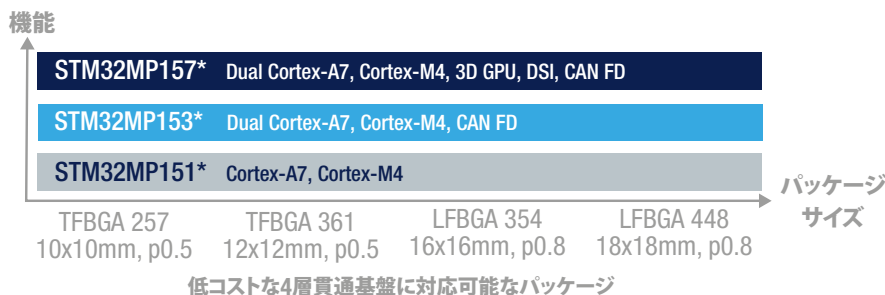 機能
STM32MP157* Dual Cortex-A7, Cortex-M4, 3D GPU, DSI, CAN FD
STM32MP153* Dual Cortex-A7, Cortex-M4, CAN FD
STM32MP151* Cortex-A7, Cortex-M4
パッケージ
サイズ
TFBGA 257 TFBGA 361 LFBGA 354 LFBGA 448
10x10mm, p0.5 12x12mm, p0.5 16x16mm, p0.8 18x18mm, p0.8
低コストな4層貫通基盤に対応可能なパッケージ